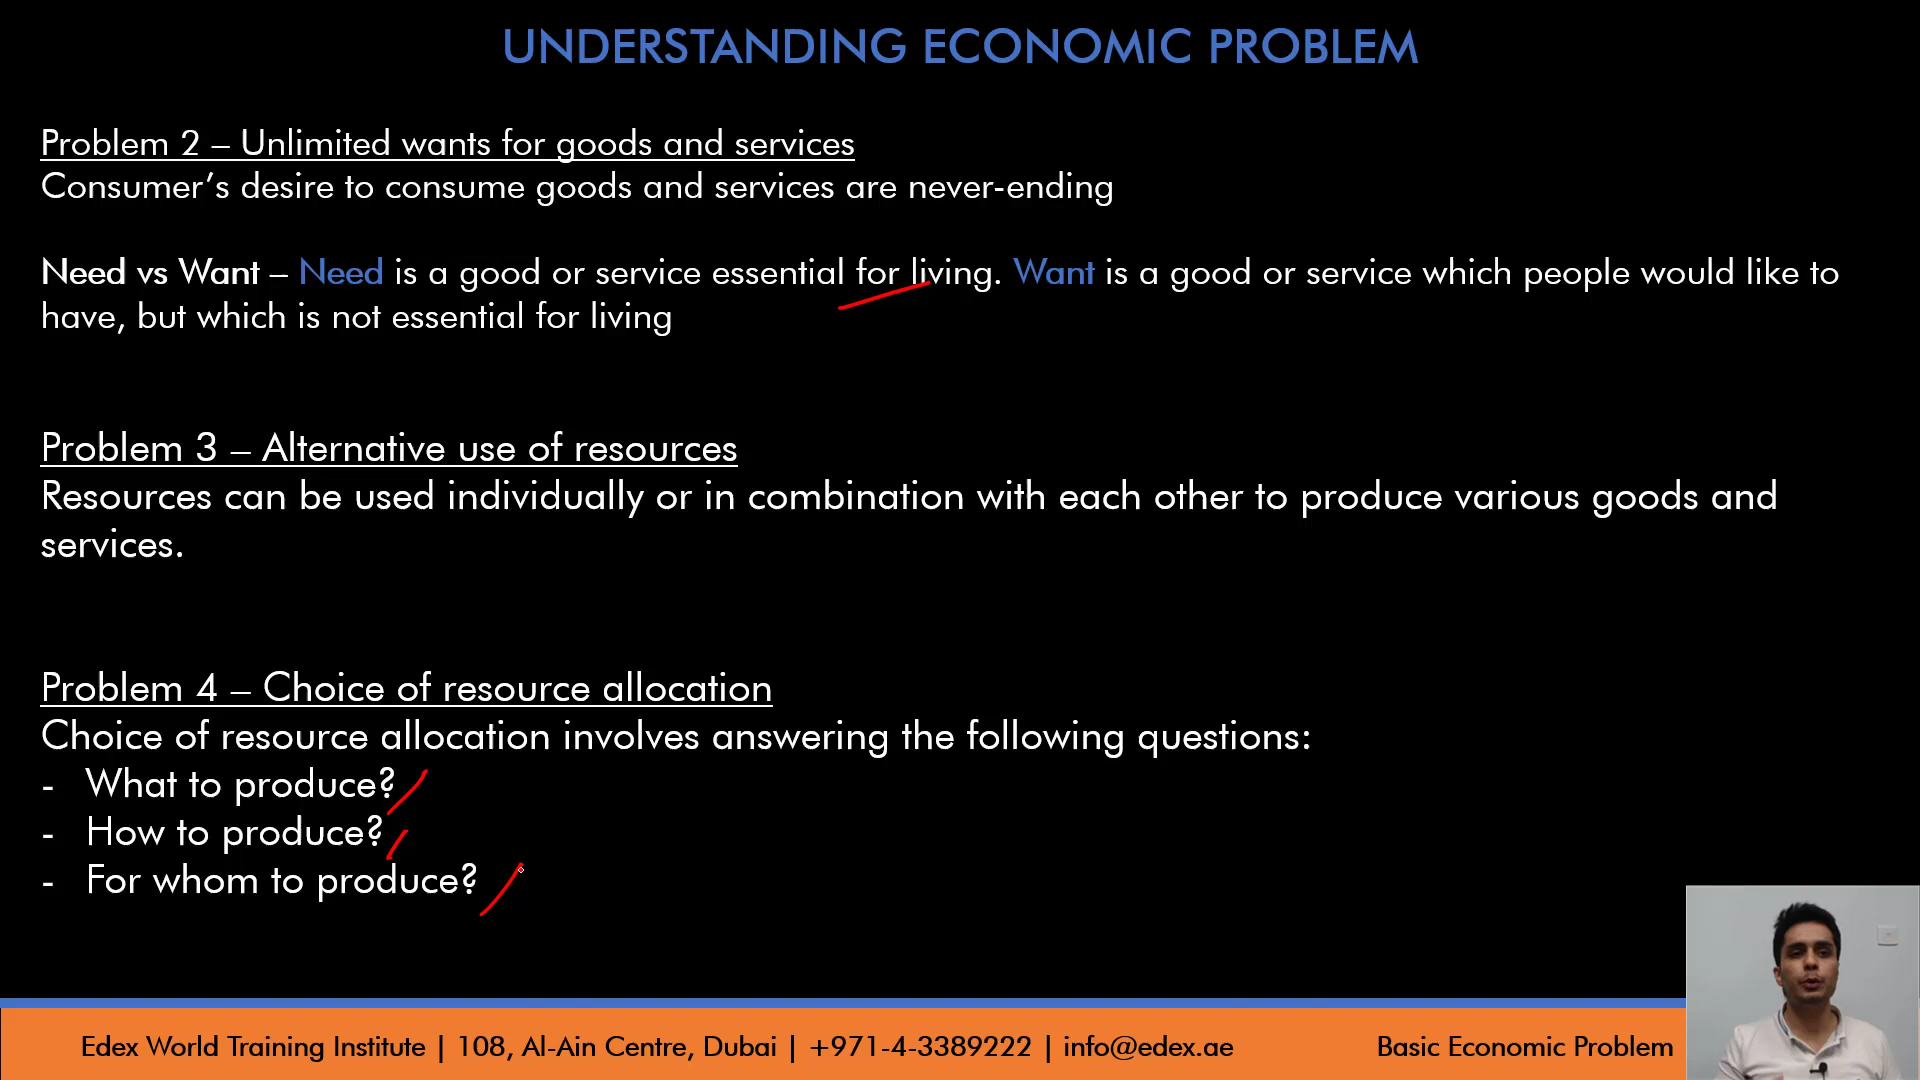 UNDERSTANDING ECONOMIC PROBLEM
Problem 2 – Unlimited wants for goods and services
Consumer’s desire to consume goods and services are never-ending
Need vs Want – Need is a good or service essential for living. Want is a good or service which people would like to
have, but which is not essential for living
Problem 3 – Alternative use of resources
Resources can be used individually or in combination with each other to produce various goods and
services.
Problem 4 – Choice of resource allocation
Choice of resource allocation involves answering the following questions:
- What to produce?
- How to produce?
- For whom to produce?
Edex World Training Institute | 108, Al-Ain Centre, Dubai | +971-4-3389222 | info@edex.ae
Basic Economic Problem